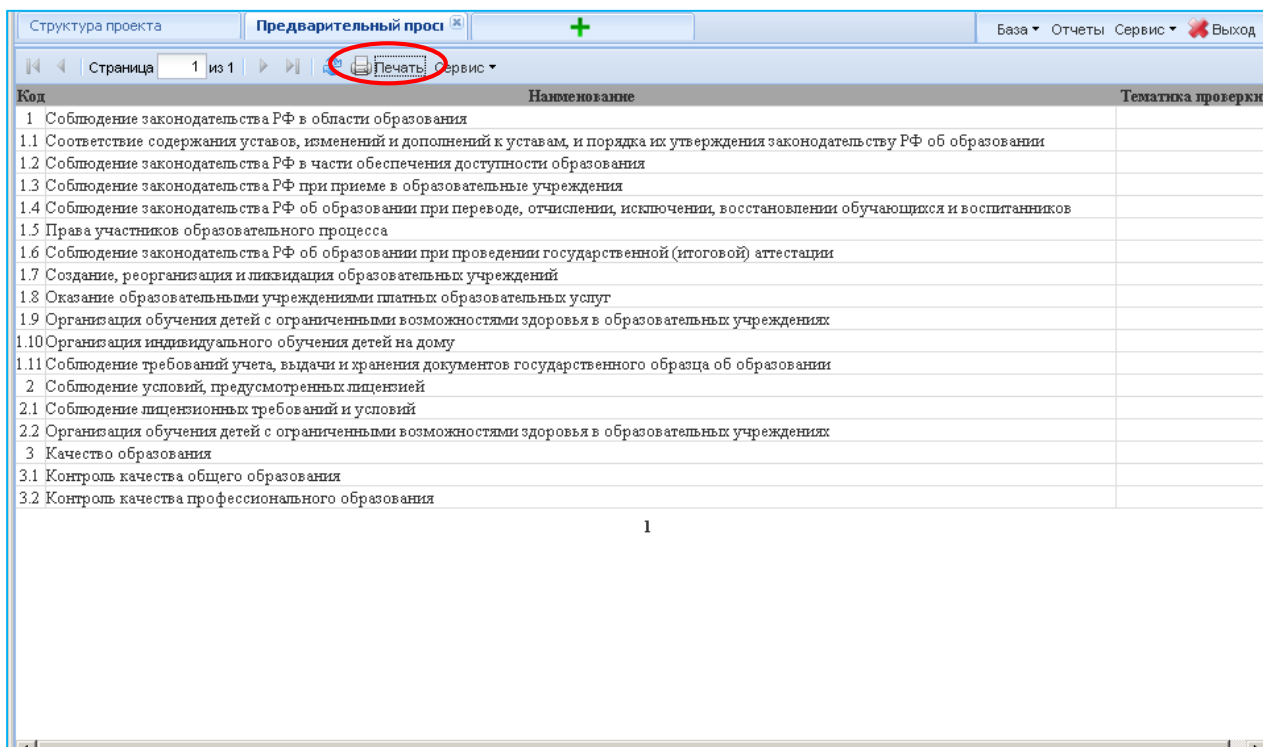 Структура проекта Предварительный просм База Отчеты Сервис Выход
Страница 1 из 1 Печать Сервис
Код Наименование Тематика проверки
1 Соблюдение законодательства РФ в области образования
1.1 Соответствие содержания уставов, изменений и дополнений к уставам, и порядка их утверждения законодательству РФ об образовании
1.2 Соблюдение законодательства РФ в части обеспечения доступности образования
1.3 Соблюдение законодательства РФ при приеме в образовательные учреждения
1.4 Соблюдение законодательства РФ об образовании при переводе, отчислении, исключении, восстановлении обучающихся и воспитанников
1.5 Права участников образовательного процесса
1.6 Соблюдение законодательства РФ об образовании при проведении государственной (итоговой) аттестации
1.7 Создание, реорганизация и ликвидация образовательных учреждений
1.8 Оказание образовательными учреждениями платных образовательных услуг
1.9 Организация обучения детей с ограниченными возможностями здоровья в образовательных учреждениях
1.10 Организация индивидуального обучения детей на дому
1.11 Соблюдение требований учета, выдачи и хранения документов государственного образца об образовании
2 Соблюдение условий, предусмотренных лицензией
2.1 Соблюдение лицензионных требований и условий
2.2 Организация обучения детей с ограниченными возможностями здоровья в образовательных учреждениях
3 Качество образования
3.1 Контроль качества общего образования
3.2 Контроль качества профессионального образования
1